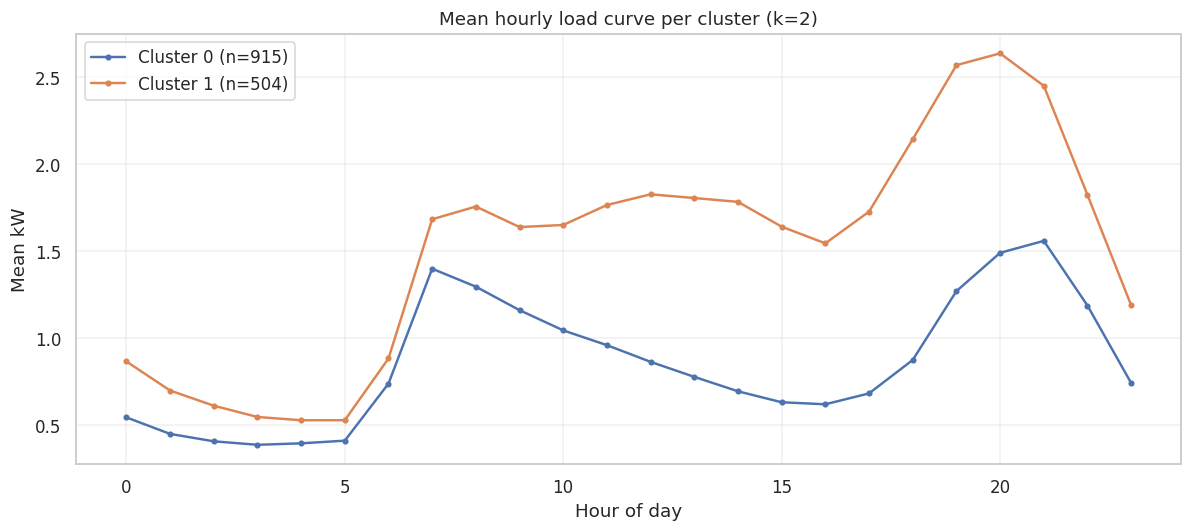 Mean hourly load curve per cluster (k=2)
Cluster 0 (n=915)
Cluster 1 (n=504)
Mean kW
2.5
2.0
1.5
1.0
0.5
0 5 10 15 20
Hour of day